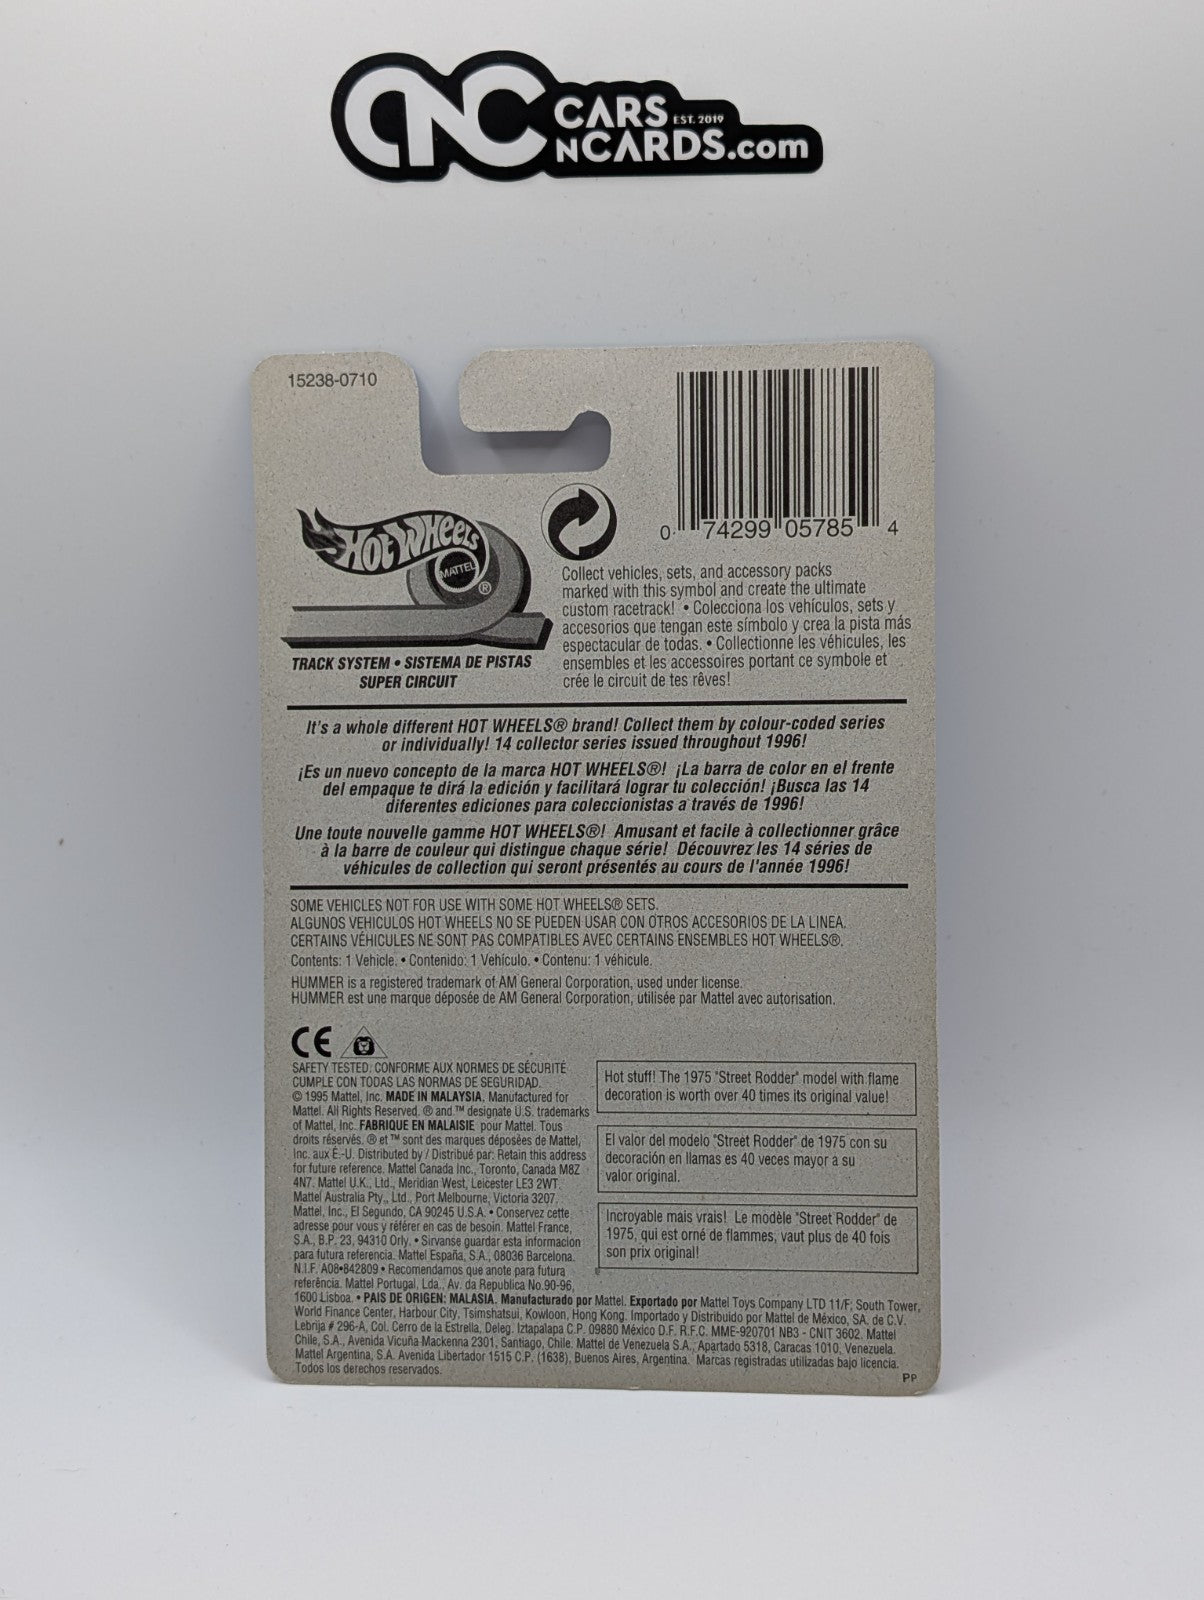 CNC CARS EST. 2019
N CARDS.com
15238-0710
0 74299 05785 4
HOT WHEELS
MATTEL
®
TRACK SYSTEM • SISTEMA DE PISTAS
SUPER CIRCUIT
Collect vehicles, sets, and accessory packs
marked with this symbol and create the ultimate
custom racetrack! • Colecciona los vehículos, sets y
accesorios que tengan este símbolo y crea la pista más
espectacular de todas. • Collectionne les véhicules, les
ensembles et les accessoires portant ce symbole et
crée le circuit de tes rêves!
It's a whole different HOT WHEELS® brand! Collect them by colour-coded series
or individually! 14 collector series issued throughout 1996!
¡Es un nuevo concepto de la marca HOT WHEELS®! ¡La barra de color en el frente
del empaque te dirá la edición y facilitará lograr tu colección! ¡Busca las 14
diferentes ediciones para coleccionistas a través de 1996!
Une toute nouvelle gamme HOT WHEELS®! Amusant et facile à collectionner grâce
à la barre de couleur qui distingue chaque série! Découvrez les 14 séries de
véhicules de collection qui seront présentés au cours de l'année 1996!
SOME VEHICLES NOT FOR USE WITH SOME HOT WHEELS® SETS.
ALGUNOS VEHICULOS HOT WHEELS NO SE PUEDEN USAR CON OTROS ACCESORIOS DE LA LINEA.
CERTAINS VÉHICULES NE SONT PAS COMPATIBLES AVEC CERTAINS ENSEMBLES HOT WHEELS®.
Contents: 1 Vehicle. • Contenido: 1 Vehículo. • Contenu: 1 véhicule.
HUMMER is a registered trademark of AM General Corporation, used under license.
HUMMER est une marque déposée de AM General Corporation, utilisée par Mattel avec autorisation.
CE
SAFETY TESTED. CONFORME AUX NORMES DE SÉCURITÉ
CUMPLE CON TODAS LAS NORMAS DE SEGURIDAD.
© 1995 Mattel, Inc. MADE IN MALAYSIA. Manufactured for
Mattel. All Rights Reserved. ® and ™ designate U.S. trademarks
of Mattel, Inc. FABRIQUE EN MALAISIE pour Mattel. Tous
droits réservés. ® et ™ sont des marques déposées de Mattel,
Inc. aux É.-U. Distributed by / Distribué par: Retain this address
for future reference. Mattel Canada Inc., Toronto, Canada M8Z
4N7. Mattel U.K., Ltd., Meridian West, Leicester LE3 2WT.
Mattel Australia Pty., Ltd., Port Melbourne, Victoria 3207.
Mattel, Inc., El Segundo, CA 90245 U.S.A. • Conservez cette
adresse pour vous y référer en cas de besoin. Mattel France,
S.A., B.P. 23, 94310 Orly. • Sirvanse guardar esta informacion
para futura referencia. Mattel España, S.A., 08036 Barcelona.
N.I.F. A08•842809 • Recomendamos que anote para futura
referência. Mattel Portugal, Lda., Av. da Republica No.90-96,
1600 Lisboa. • PAIS DE ORIGEN: MALASIA. Manufacturado por Mattel. Exportado por Mattel Toys Company LTD 11/F; South Tower,
World Finance Center, Harbour City, Tsimshatsui, Kowloon, Hong Kong. Importado y Distribuido por Mattel de México, SA. de C.V.
Lebrija # 296-A, Col. Cerro de la Estrella, Deleg. Iztapalapa C.P. 09880 México D.F. R.F.C. MME-920701 NB3 - CNIT 3602. Mattel
Chile, S.A., Avenida Vicuña Mackenna 2301, Santiago, Chile. Mattel de Venezuela S.A., Apartado 5318, Caracas 1010, Venezuela.
Mattel Argentina, S.A. Avenida Libertador 1515 C.P. (1638), Buenos Aires, Argentina. Marcas registradas utilizadas bajo licencia.
Todos los derechos reservados.
Hot stuff! The 1975 "Street Rodder" model with flame
decoration is worth over 40 times its original value!
El valor del modelo "Street Rodder" de 1975 con su
decoración en llamas es 40 veces mayor a su
valor original.
Incroyable mais vrais! Le modèle "Street Rodder" de
1975, qui est orné de flammes, vaut plus de 40 fois
son prix original!
PP